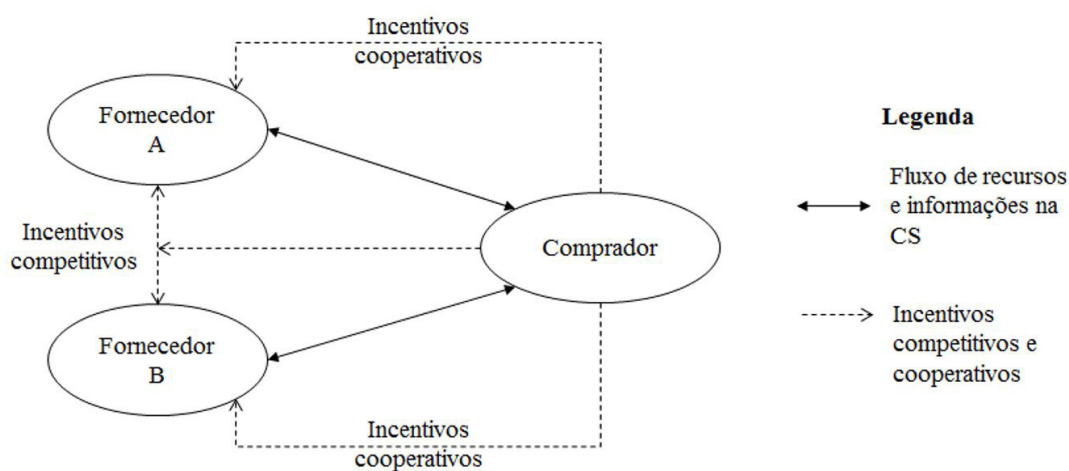 Incentivos
cooperativos
Fornecedor
A
Incentivos
competitivos
Comprador
Fornecedor
B
Incentivos
cooperativos
Legenda
Fluxo de recursos
e informações na
CS
Incentivos
competitivos e
cooperativos